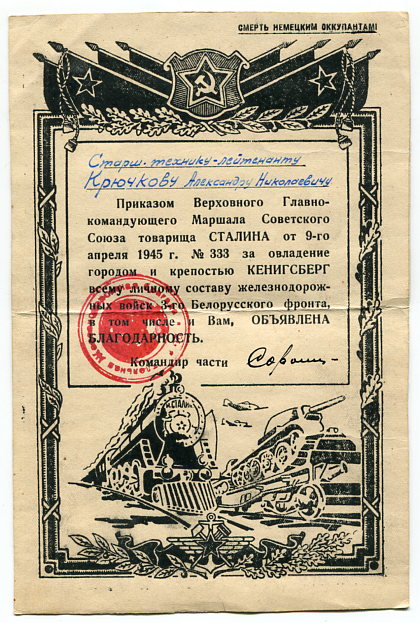 СМЕРТЬ НЕМЕЦКИМ ОККУПАНТАМ!
Старш. технику-лейтенанту
Крючкову Александру Николаевичу
Приказом Верховного Главно-
командующего Маршала Советского
Союза товарища СТАЛИНА от 9-го
апреля 1945 г. № 333 за овладение
городом и крепостью КЕНИГСБЕРГ
всему личному составу железнодорож-
ных войск 3-го Белорусского фронта,
в том числе и Вам, ОБЪЯВЛЕНА
БЛАГОДАРНОСТЬ.
Командир части
И.СТАЛИН